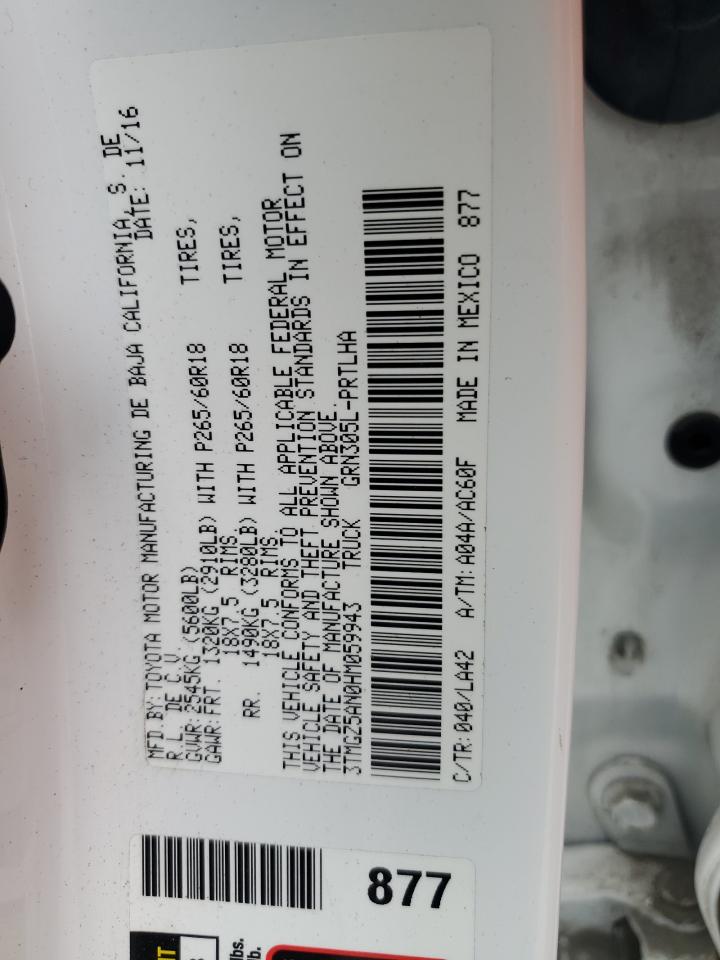 MFD.BY:TOYOTA MOTOR MANUFACTURING DE BAJA CALIFORNIA, S. DE
R.L. DE C.V. DATE: 11/16
GVWR:2545KG (5600LB)
GAWR:FRT. 1320KG (2910LB) WITH P265/60R18 TIRES,
18X7.5 RIMS.
RR. 1490KG (3280LB) WITH P265/60R18 TIRES,
18X7.5 RIMS.
THIS VEHICLE CONFORMS TO ALL APPLICABLE FEDERAL MOTOR
VEHICLE SAFETY AND THEFT PREVENTION STANDARDS IN EFFECT ON
THE DATE OF MANUFACTURE SHOWN ABOVE.
3TMGZ5AN0HM059943 TRUCK GRN305L-PRTLHA
C/TR:040/LA42 A/TM:A04A/AC60F MADE IN MEXICO 877
877
lbs.